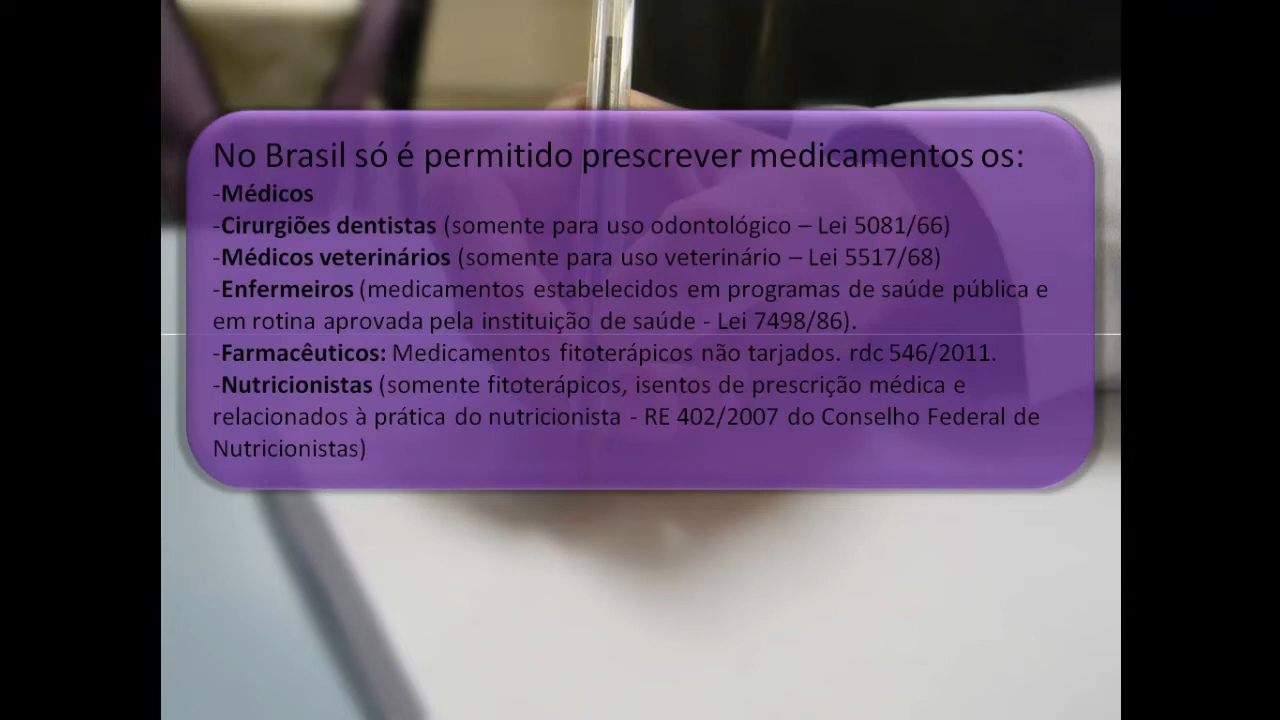 No Brasil só é permitido prescrever medicamentos os:
-Médicos
-Cirurgiões dentistas (somente para uso odontológico – Lei 5081/66)
-Médicos veterinários (somente para uso veterinário – Lei 5517/68)
-Enfermeiros (medicamentos estabelecidos em programas de saúde pública e
em rotina aprovada pela instituição de saúde - Lei 7498/86).
-Farmacêuticos: Medicamentos fitoterápicos não tarjados. rdc 546/2011.
-Nutricionistas (somente fitoterápicos, isentos de prescrição médica e
relacionados à prática do nutricionista - RE 402/2007 do Conselho Federal de
Nutricionistas)